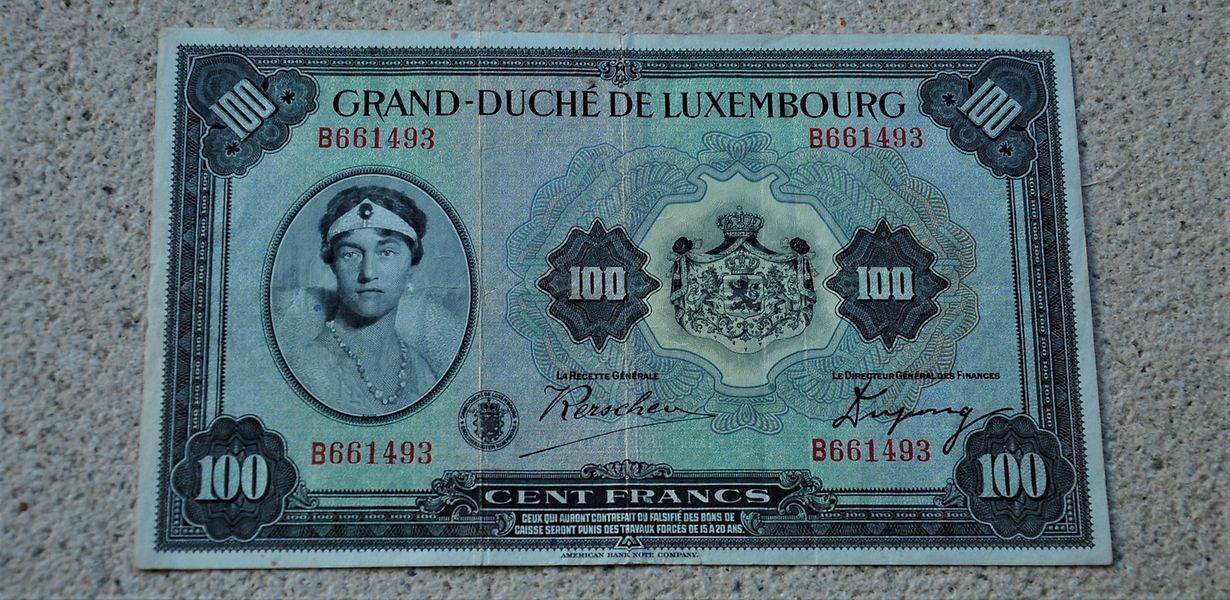 100 GRAND-DUCHÉ DE LUXEMBOURG 100
B661493 B661493
100 100
LA RECETTE GÉNÉRALE LE DIRECTEUR GÉNÉRAL DES FINANCES
B661493 B661493
100 CENT FRANCS 100
CEUX QUI AURONT CONTREFAIT OU FALSIFIÉ DES BONS DE
CAISSE SERONT PUNIS DES TRAVAUX FORCÉS DE 15 A 20 ANS.
AMERICAN BANK NOTE COMPANY.